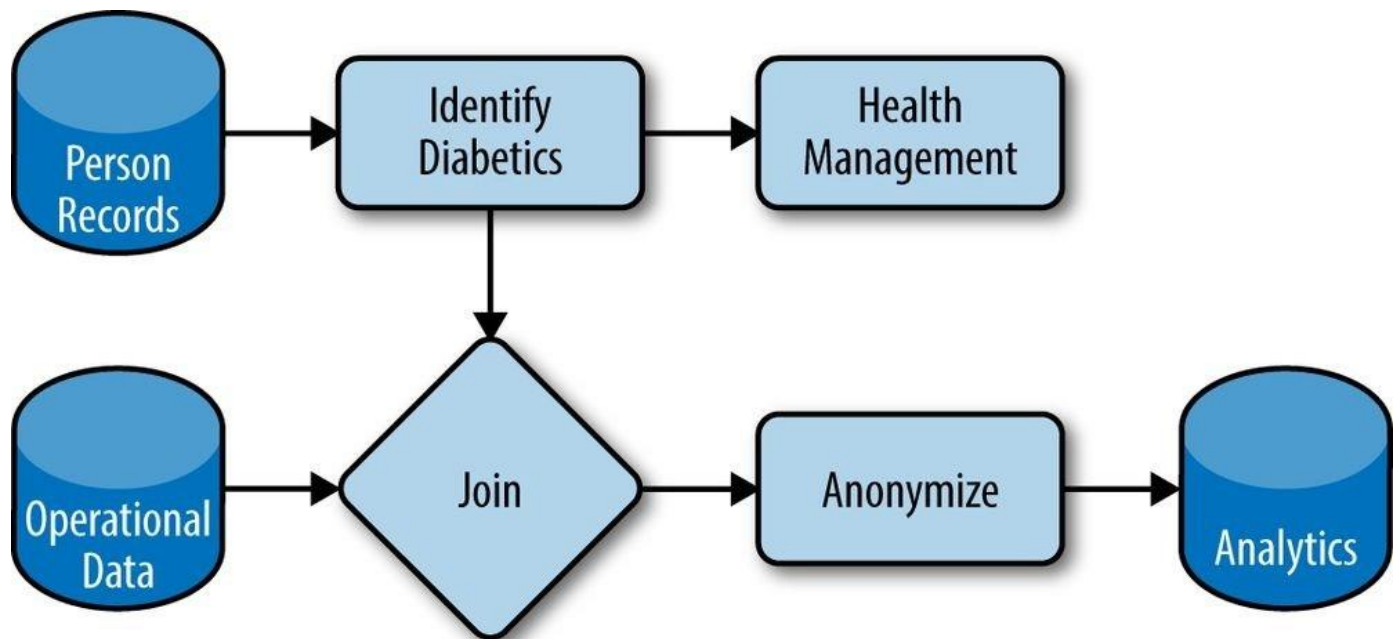 Identify
Diabetics
Health
Management
Person
Records
Join
Anonymize
Operational
Data
Analytics